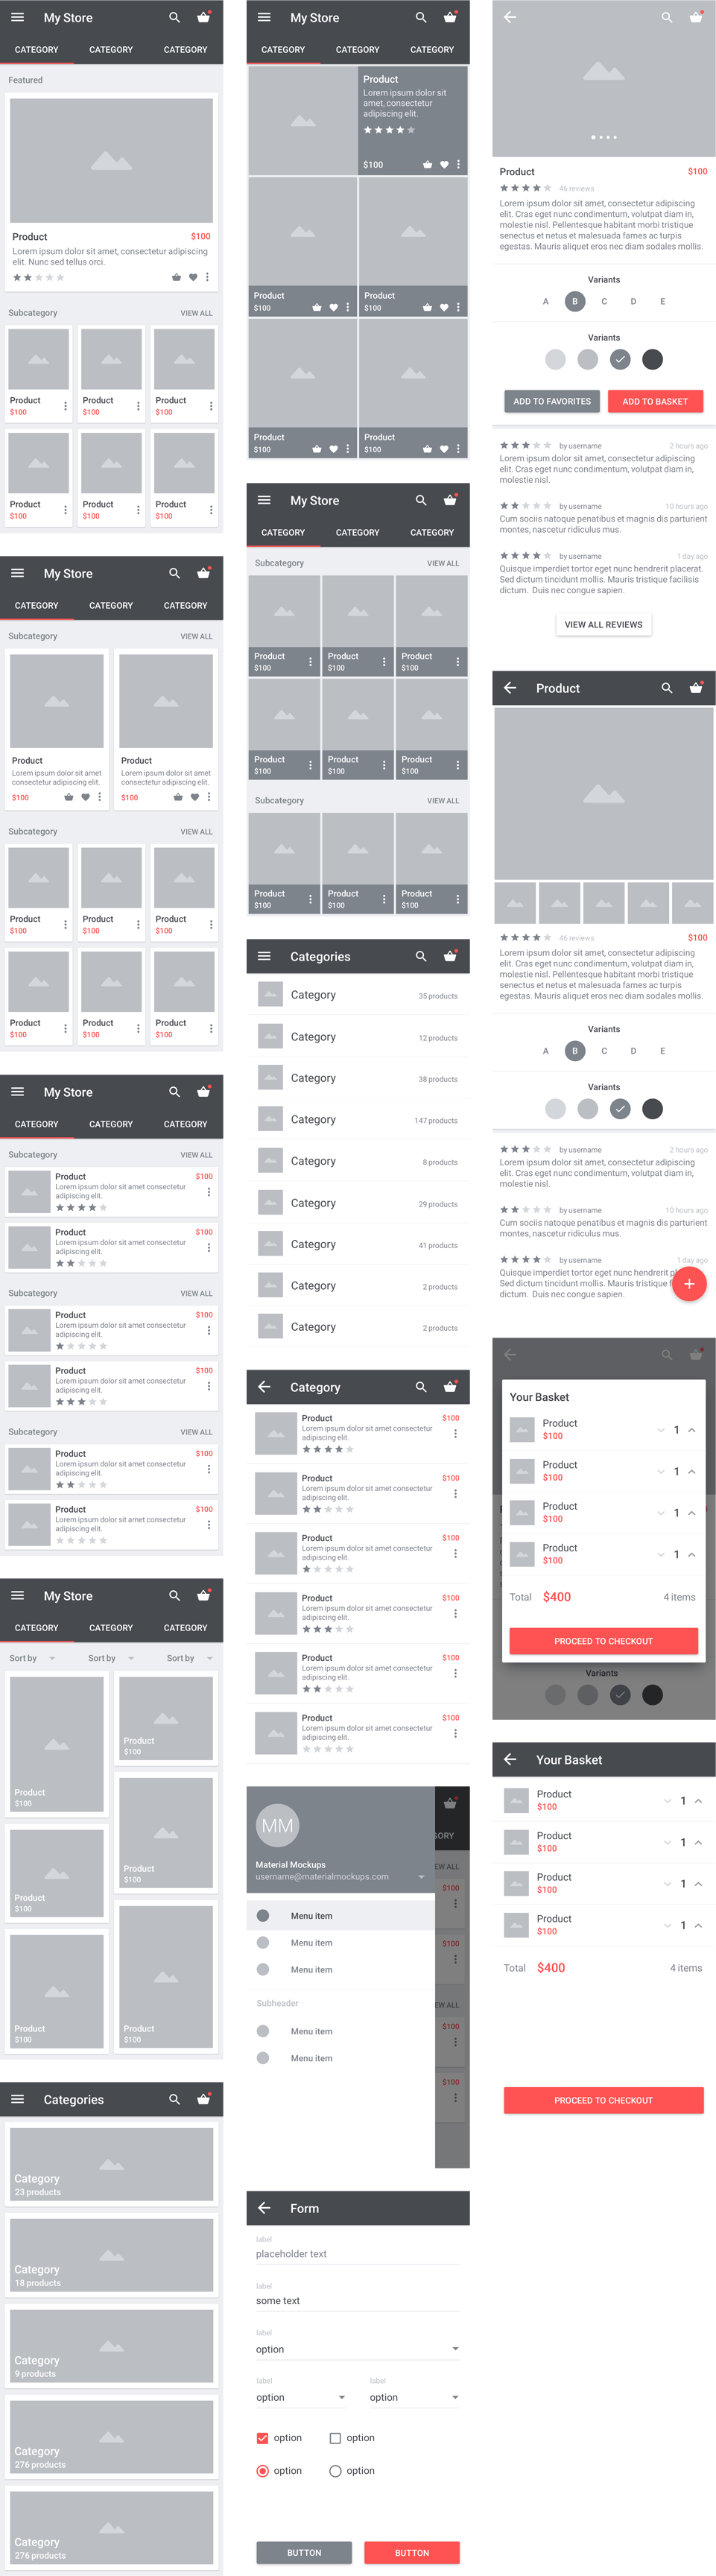 My Store
CATEGORY CATEGORY CATEGORY
Featured
Product $100
Lorem ipsum dolor sit amet, consectetur adipiscing
elit. Nunc sed tellus orci.
Subcategory VIEW ALL
Product Product Product
$100 $100 $100
Product Product Product
$100 $100 $100
My Store
CATEGORY CATEGORY CATEGORY
Subcategory VIEW ALL
Product Product
Lorem ipsum dolor sit amet Lorem ipsum dolor sit amet
consectetur adipiscing elit. consectetur adipiscing elit.
$100 $100
Subcategory VIEW ALL
Product Product Product
$100 $100 $100
Product Product Product
$100 $100 $100
My Store
CATEGORY CATEGORY CATEGORY
Subcategory VIEW ALL
Product $100
Lorem ipsum dolor sit amet consectetur
adipiscing elit.
Product $100
Lorem ipsum dolor sit amet consectetur
adipiscing elit.
Subcategory VIEW ALL
Product $100
Lorem ipsum dolor sit amet consectetur
adipiscing elit.
Product $100
Lorem ipsum dolor sit amet consectetur
adipiscing elit.
Subcategory VIEW ALL
Product $100
Lorem ipsum dolor sit amet consectetur
adipiscing elit.
Product $100
Lorem ipsum dolor sit amet consectetur
adipiscing elit.
My Store
CATEGORY CATEGORY CATEGORY
Sort by Sort by Sort by
Product
$100
Product
$100
Product
$100
Product
$100
Product
$100
Product
$100
Categories
Category
23 products
Category
18 products
Category
9 products
Category
276 products
Category
276 products
My Store
CATEGORY CATEGORY CATEGORY
Product
Lorem ipsum dolor sit
amet, consectetur
adipiscing elit.
$100
Product Product
$100 $100
Product Product
$100 $100
My Store
CATEGORY CATEGORY CATEGORY
Subcategory VIEW ALL
Product Product Product
$100 $100 $100
Product Product Product
$100 $100 $100
Subcategory VIEW ALL
Product Product Product
$100 $100 $100
Categories
Category 35 products
Category 12 products
Category 38 products
Category 147 products
Category 8 products
Category 29 products
Category 41 products
Category 2 products
Category 2 products
Category
Product $100
Lorem ipsum dolor sit amet consectetur
adipiscing elit.
Product $100
Lorem ipsum dolor sit amet consectetur
adipiscing elit.
Product $100
Lorem ipsum dolor sit amet consectetur
adipiscing elit.
Product $100
Lorem ipsum dolor sit amet consectetur
adipiscing elit.
Product $100
Lorem ipsum dolor sit amet consectetur
adipiscing elit.
Product $100
Lorem ipsum dolor sit amet consectetur
adipiscing elit.
MM
GORY
Material Mockups
username@materialmockups.com
EW ALL
$100
Menu item
Menu item
$100
Menu item
Subheader
EW ALL
$100
Menu item
Menu item
$100
Form
label
placeholder text
label
some text
label
option
label label
option option
option option
option option
BUTTON BUTTON
Product $100
46 reviews
Lorem ipsum dolor sit amet, consectetur adipiscing
elit. Cras eget nunc condimentum, volutpat diam in,
molestie nisl. Pellentesque habitant morbi tristique
senectus et netus et malesuada fames ac turpis
egestas. Mauris aliquet eros nec diam sodales mollis.
Variants
A B C D E
Variants
ADD TO FAVORITES ADD TO BASKET
by username 2 hours ago
Lorem ipsum dolor sit amet, consectetur adipiscing
elit. Cras eget nunc condimentum, volutpat diam in,
molestie nisl.
by username 10 hours ago
Cum sociis natoque penatibus et magnis dis parturient
montes, nascetur ridiculus mus.
by username 1 day ago
Quisque imperdiet tortor eget nunc hendrerit placerat.
Sed dictum tincidunt mollis. Mauris tristique facilisis
dictum. Duis nec congue sapien.
VIEW ALL REVIEWS
Product
46 reviews $100
Lorem ipsum dolor sit amet, consectetur adipiscing
elit. Cras eget nunc condimentum, volutpat diam in,
molestie nisl. Pellentesque habitant morbi tristique
senectus et netus et malesuada fames ac turpis
egestas. Mauris aliquet eros nec diam sodales mollis.
Variants
A B C D E
Variants
by username 2 hours ago
Lorem ipsum dolor sit amet, consectetur adipiscing
elit. Cras eget nunc condimentum, volutpat diam in,
molestie nisl.
by username 10 hours ago
Cum sociis natoque penatibus et magnis dis parturient
montes, nascetur ridiculus mus.
by username 1 day ago
Quisque imperdiet tortor eget nunc hendrerit
Sed dictum tincidunt mollis. Mauris tristique
dictum. Duis nec congue sapien.
Your Basket
Product
$100 1
Product
$100 1
Product
$100 1
Product
$100 1
Total $400 4 items
PROCEED TO CHECKOUT
Variants
Your Basket
Product
$100 1
Product
$100 1
Product
$100 1
Product
$100 1
Total $400 4 items
PROCEED TO CHECKOUT